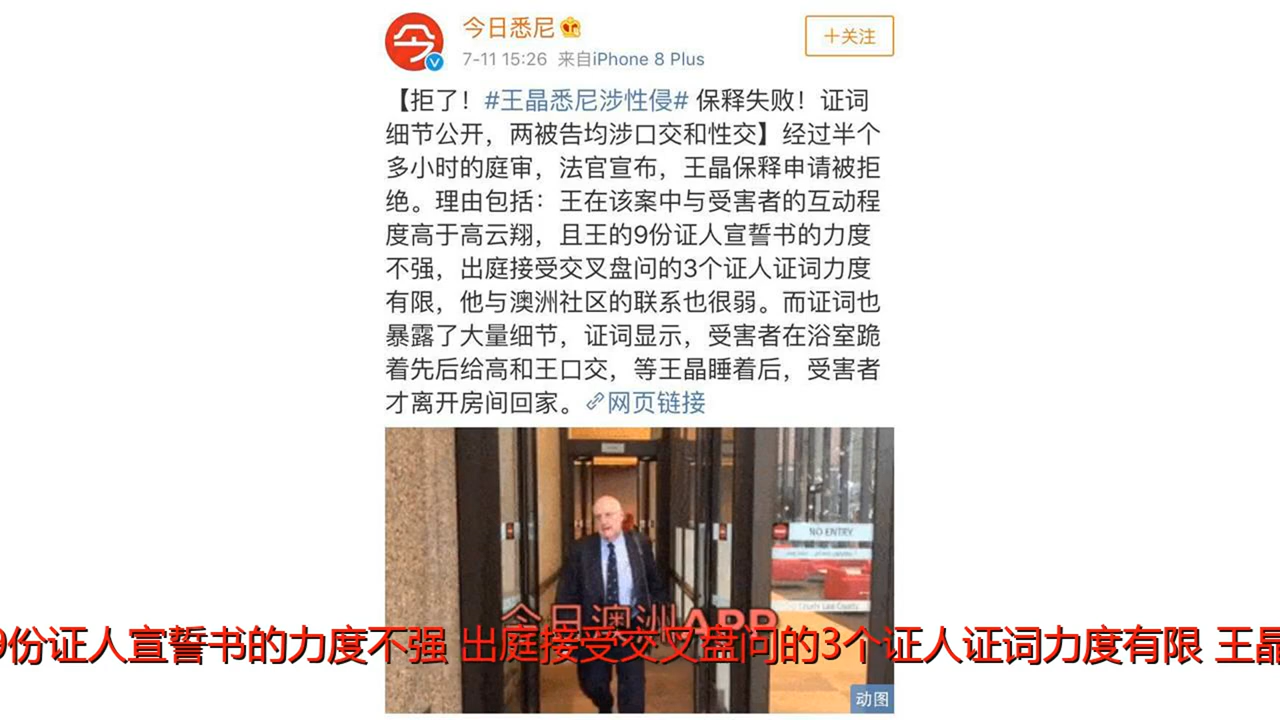 今日悉尼
+关注
7-11 15:26 来自iPhone 8 Plus
【拒了！#王晶悉尼涉性侵# 保释失败！证词
细节公开，两被告均涉口交和性交】经过半个
多小时的庭审，法官宣布，王晶保释申请被拒
绝。理由包括：王在该案中与受害者的互动程
度高于高云翔，且王的9份证人宣誓书的力度
不强，出庭接受交叉盘问的3个证人证词力度
有限，他与澳洲社区的联系也很弱。而证词也
暴露了大量细节，证词显示，受害者在浴室跪
着先后给高和王口交，等王晶睡着后，受害者
才离开房间回家。网页链接
NO ENTRY
今日澳洲APP
9份证人宣誓书的力度不强 出庭接受交叉盘问的3个证人证词力度有限 王晶
动图